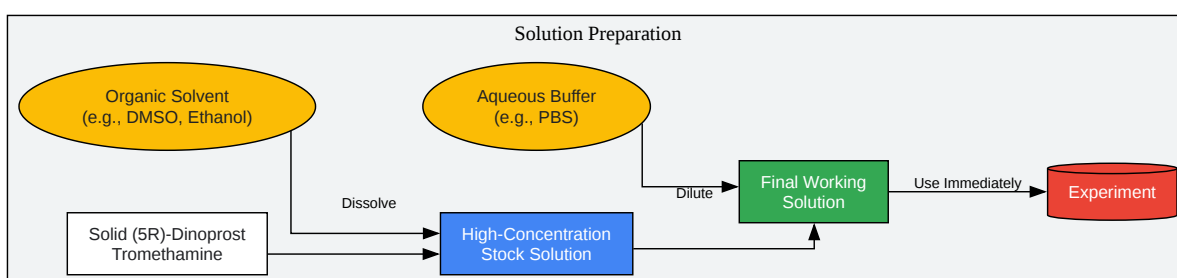 Solution Preparation
Organic Solvent
(e.g., DMSO, Ethanol)
Aqueous Buffer
(e.g., PBS)
Dissolve
Dilute
Final Working
Solution
Use Immediately
Experiment
Solid (5R)-Dinoprost
Tromethamine
High-Concentration
Stock Solution